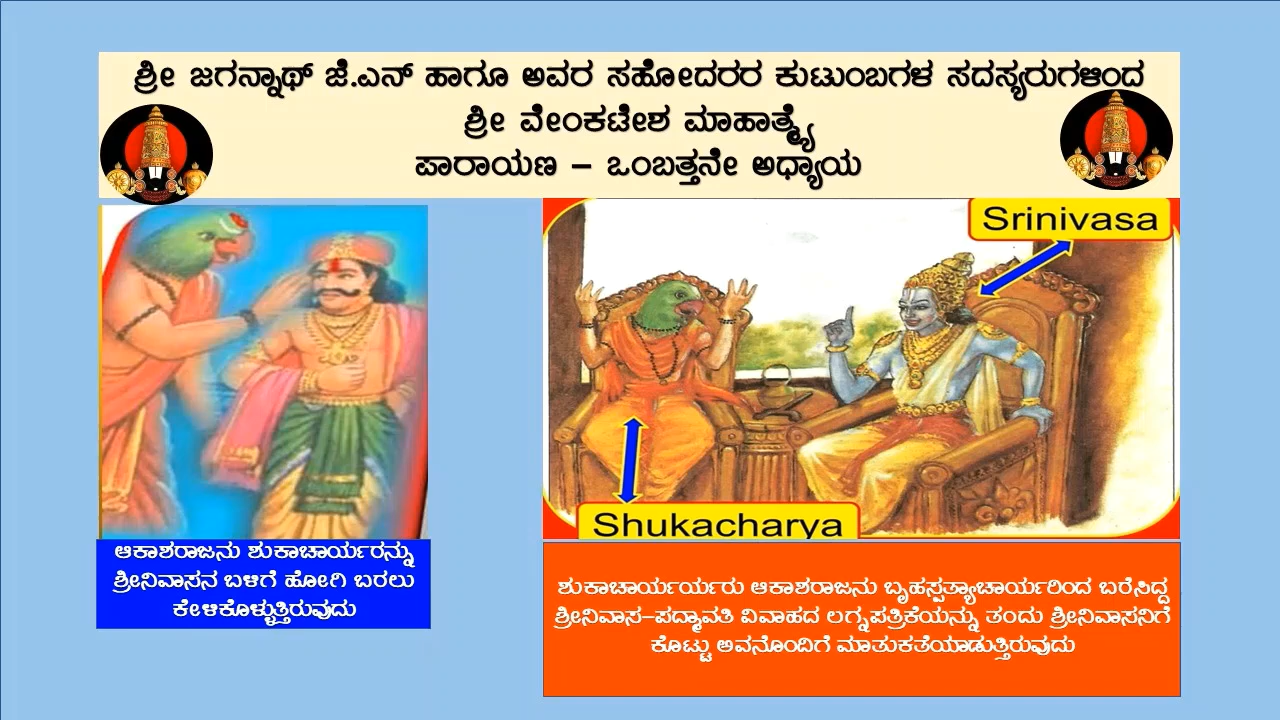 ಶ್ರೀ ಜಗನ್ನಾಥ್ ಜೆ.ಎನ್ ಹಾಗೂ ಅವರ ಸಹೋದರರ ಕುಟುಂಬಗಳ ಸದಸ್ಯರುಗಳಿಂದ
ಶ್ರೀ ವೇಂಕಟೇಶ ಮಾಹಾತ್ಮ್ಯೆ
ಪಾರಾಯಣ – ಒಂಬತ್ತನೇ ಅಧ್ಯಾಯ
Srinivasa
Shukacharya
ಆಕಾಶರಾಜನು ಶುಕಾಚಾರ್ಯರನ್ನು
ಶ್ರೀನಿವಾಸನ ಬಳಿಗೆ ಹೋಗಿ ಬರಲು
ಕೇಳಿಕೊಳ್ಳುತ್ತಿರುವುದು
ಶುಕಾಚಾರ್ಯರ್ಯರು ಆಕಾಶರಾಜನು ಬೃಹಸ್ಪತ್ಯಾಚಾರ್ಯರಿಂದ ಬರೆಸಿದ್ದ
ಶ್ರೀನಿವಾಸ–ಪದ್ಮಾವತಿ ವಿವಾಹದ ಲಗ್ನಪತ್ರಿಕೆಯನ್ನು ತಂದು ಶ್ರೀನಿವಾಸನಿಗೆ
ಕೊಟ್ಟು ಅವನೊಂದಿಗೆ ಮಾತುಕತೆಯಾಡುತ್ತಿರುವುದು